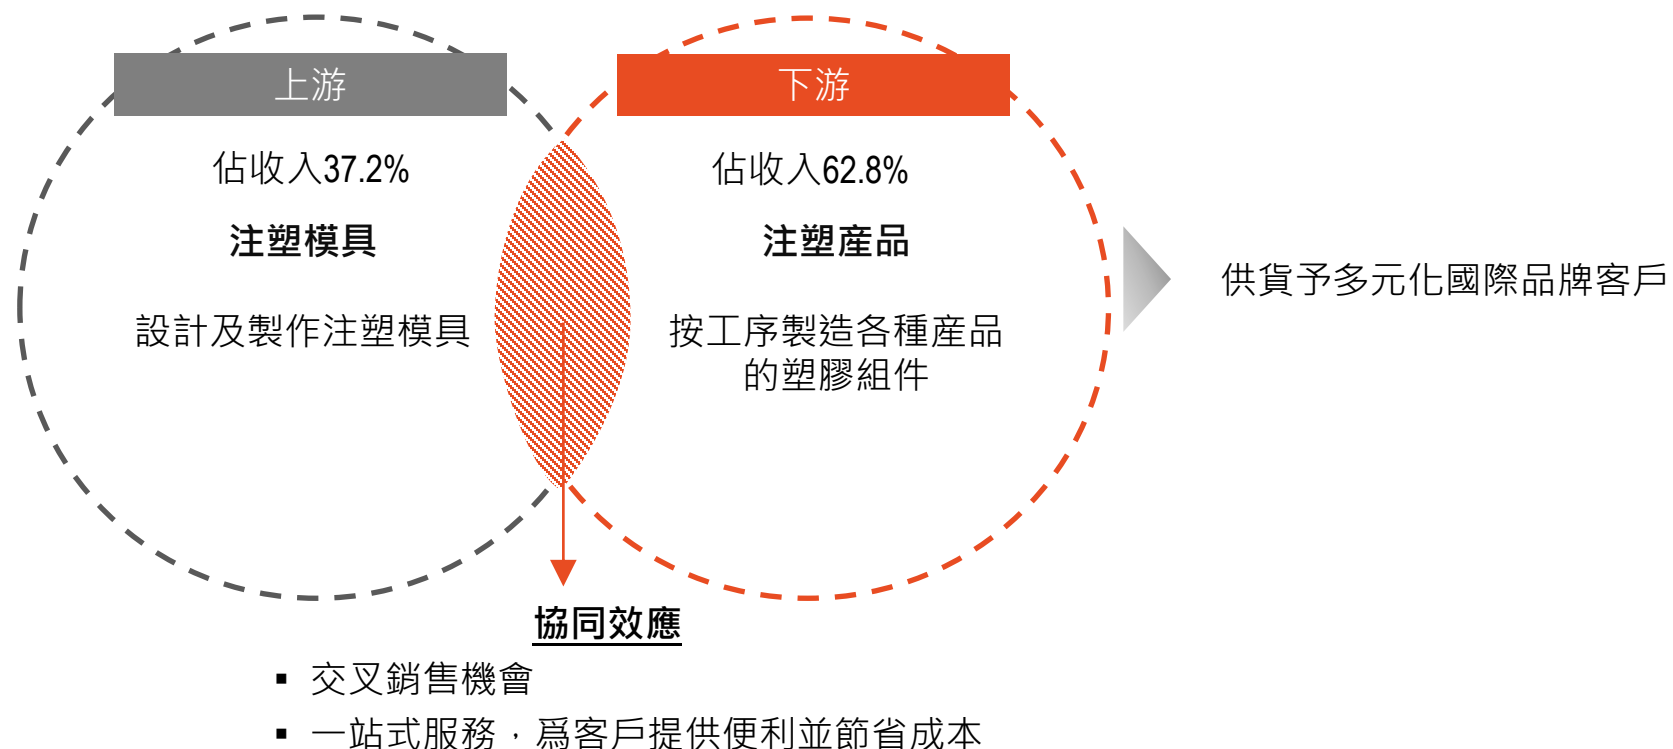 上游
佔收入37.2%
注塑模具
設計及製作注塑模具
下游
佔收入62.8%
注塑産品
按工序製造各種産品
的塑膠組件
供貨予多元化國際品牌客戶
協同效應
▪ 交叉銷售機會
▪ 一站式服務，爲客戶提供便利並節省成本